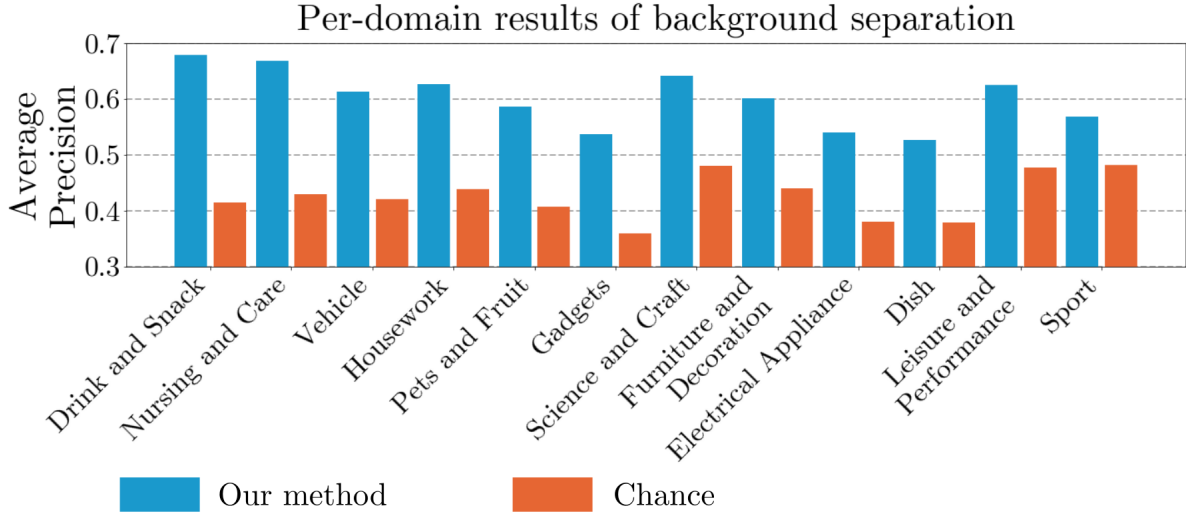 Per-domain results of background separation
Average
Precision
0.7
0.6
0.5
0.4
0.3
Drink and Snack
Nursing and Care
Vehicle
Housework
Pets and Fruit
Gadgets
Science and Craft
Furniture and
Decoration
Electrical Appliance
Dish
Leisure and
Performance
Sport
Our method
Chance